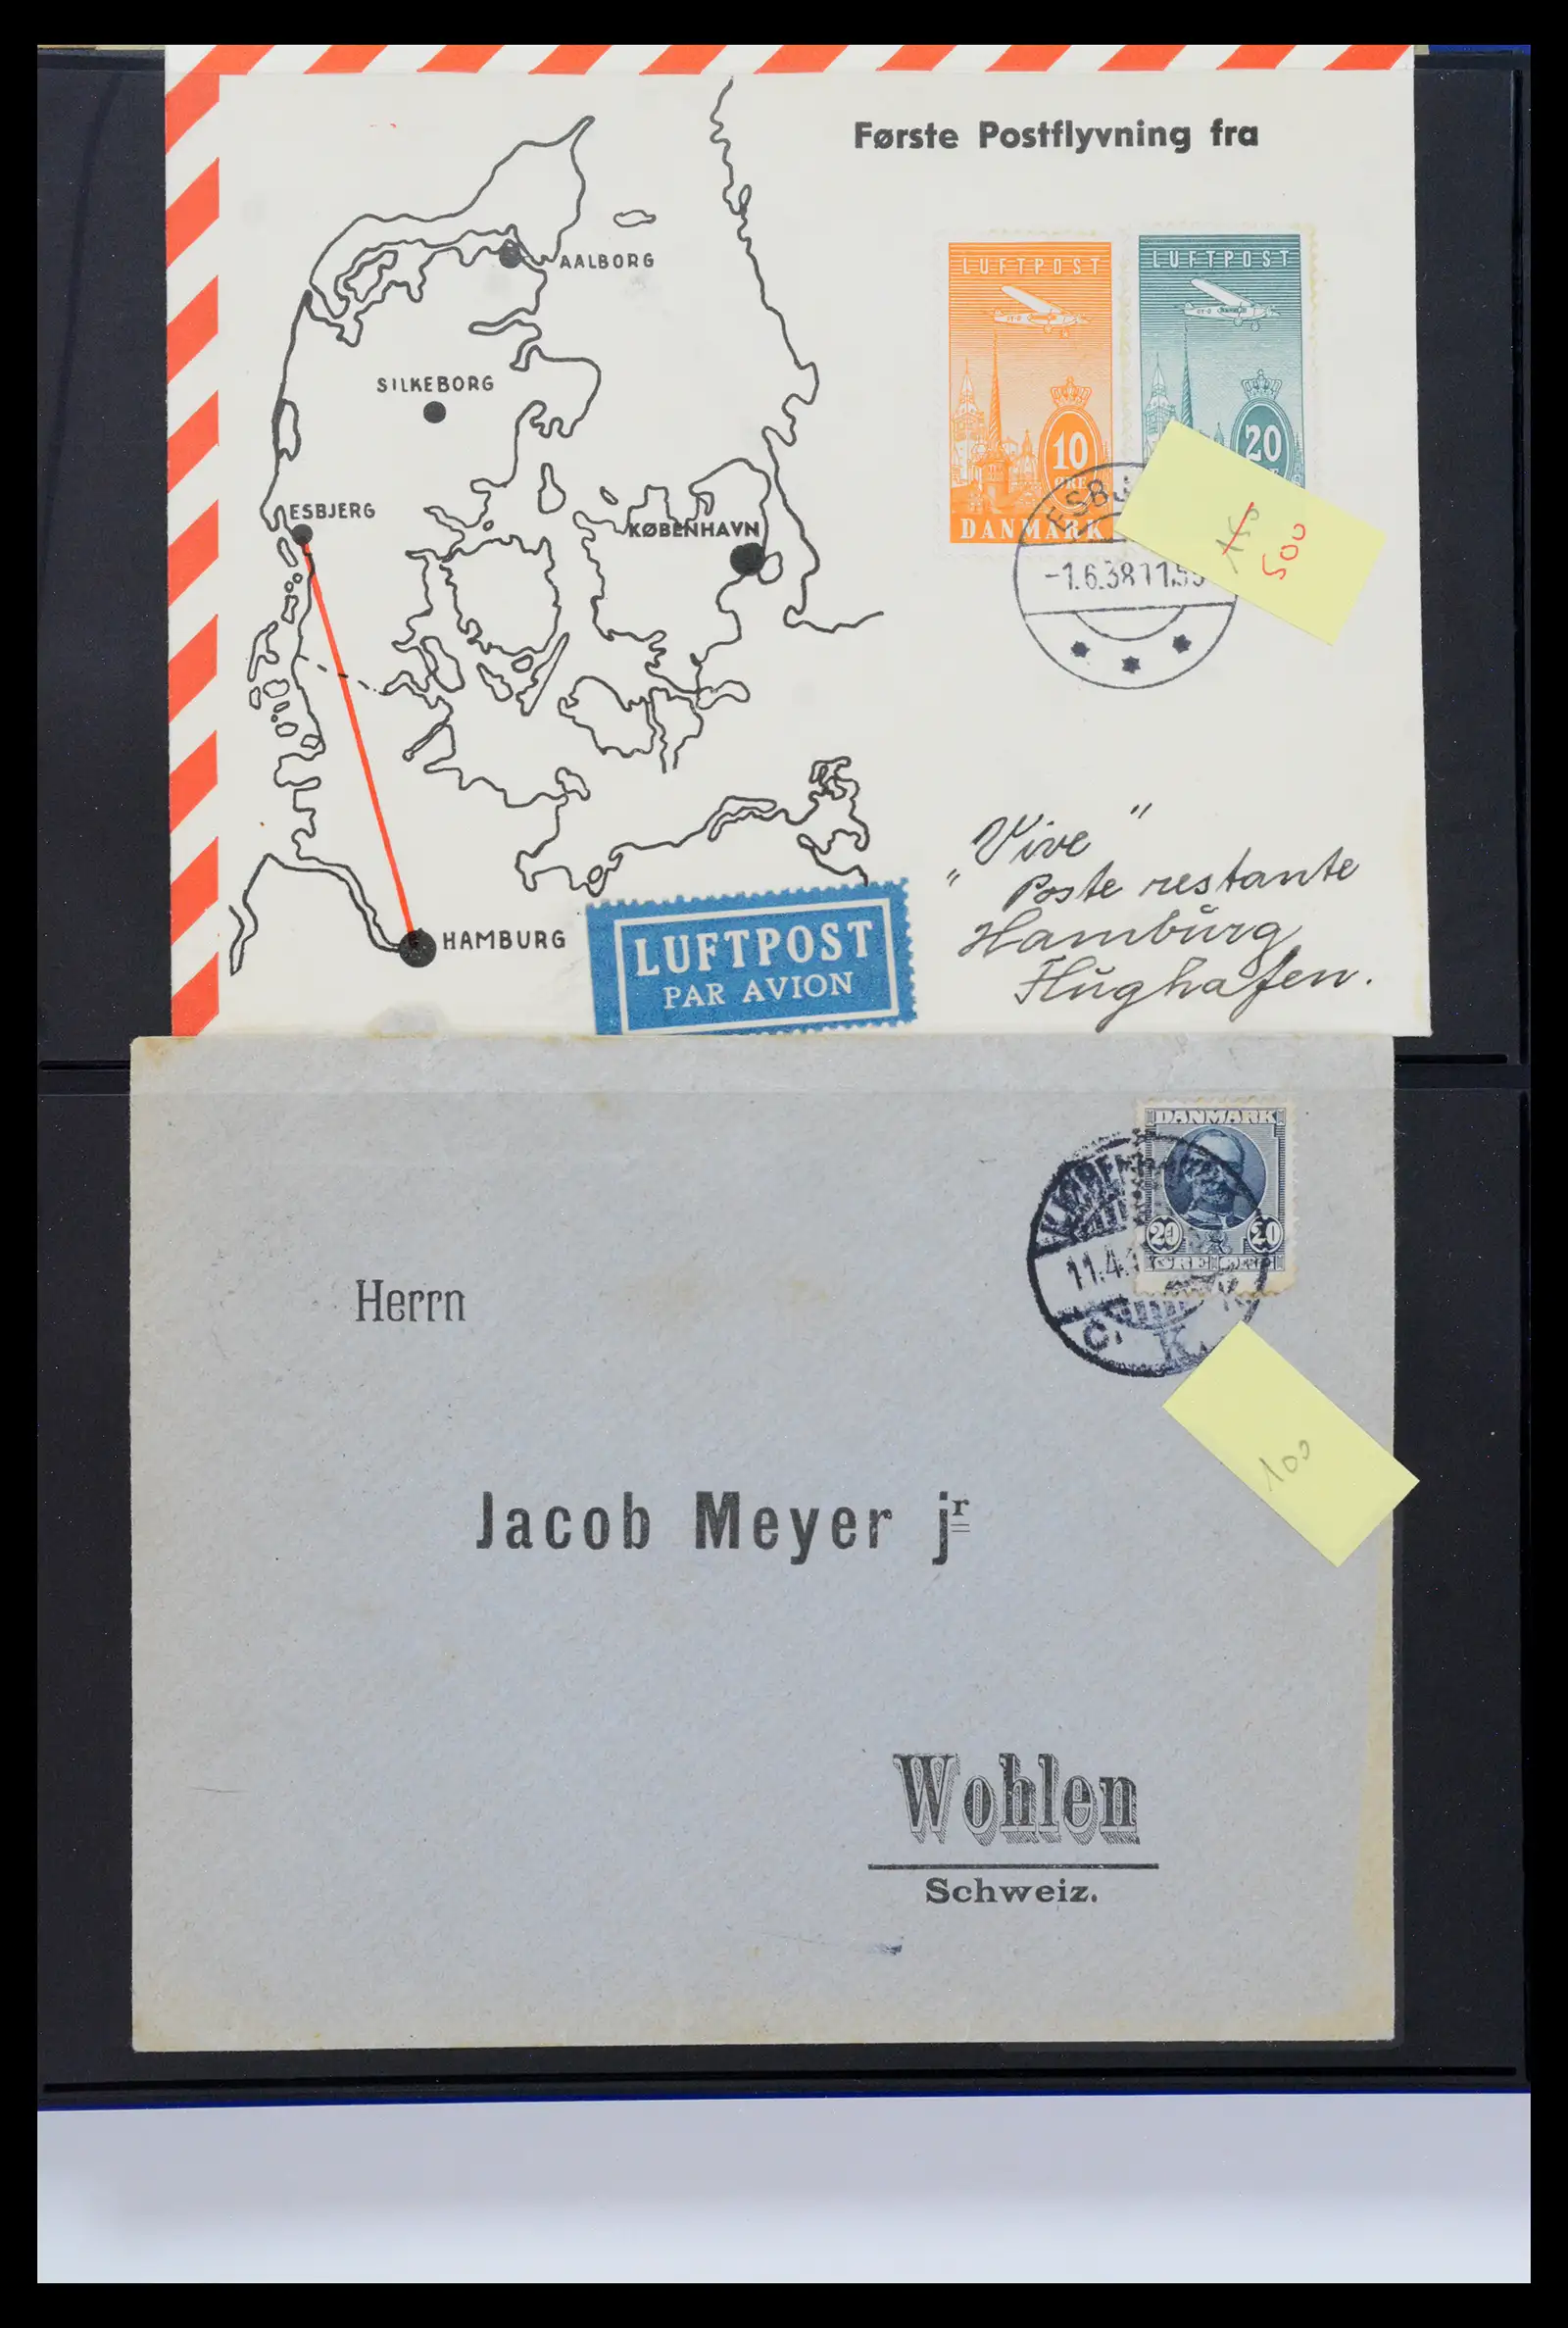 Første Postflyvning fra
AALBORG
SILKEBORG
ESBJERG
KØBENHAVN
HAMBURG
LUFTPOST
10
ØRE
DANMARK
LUFTPOST
20
-1.6.38
150
500
LUFTPOST
PAR AVION
"Vive"
Poste restante
Hamburg
Flughafen.
DANMARK
20 20
11.4.
K.
100
Herrn
Jacob Meyer jr
Wohlen
Schweiz.